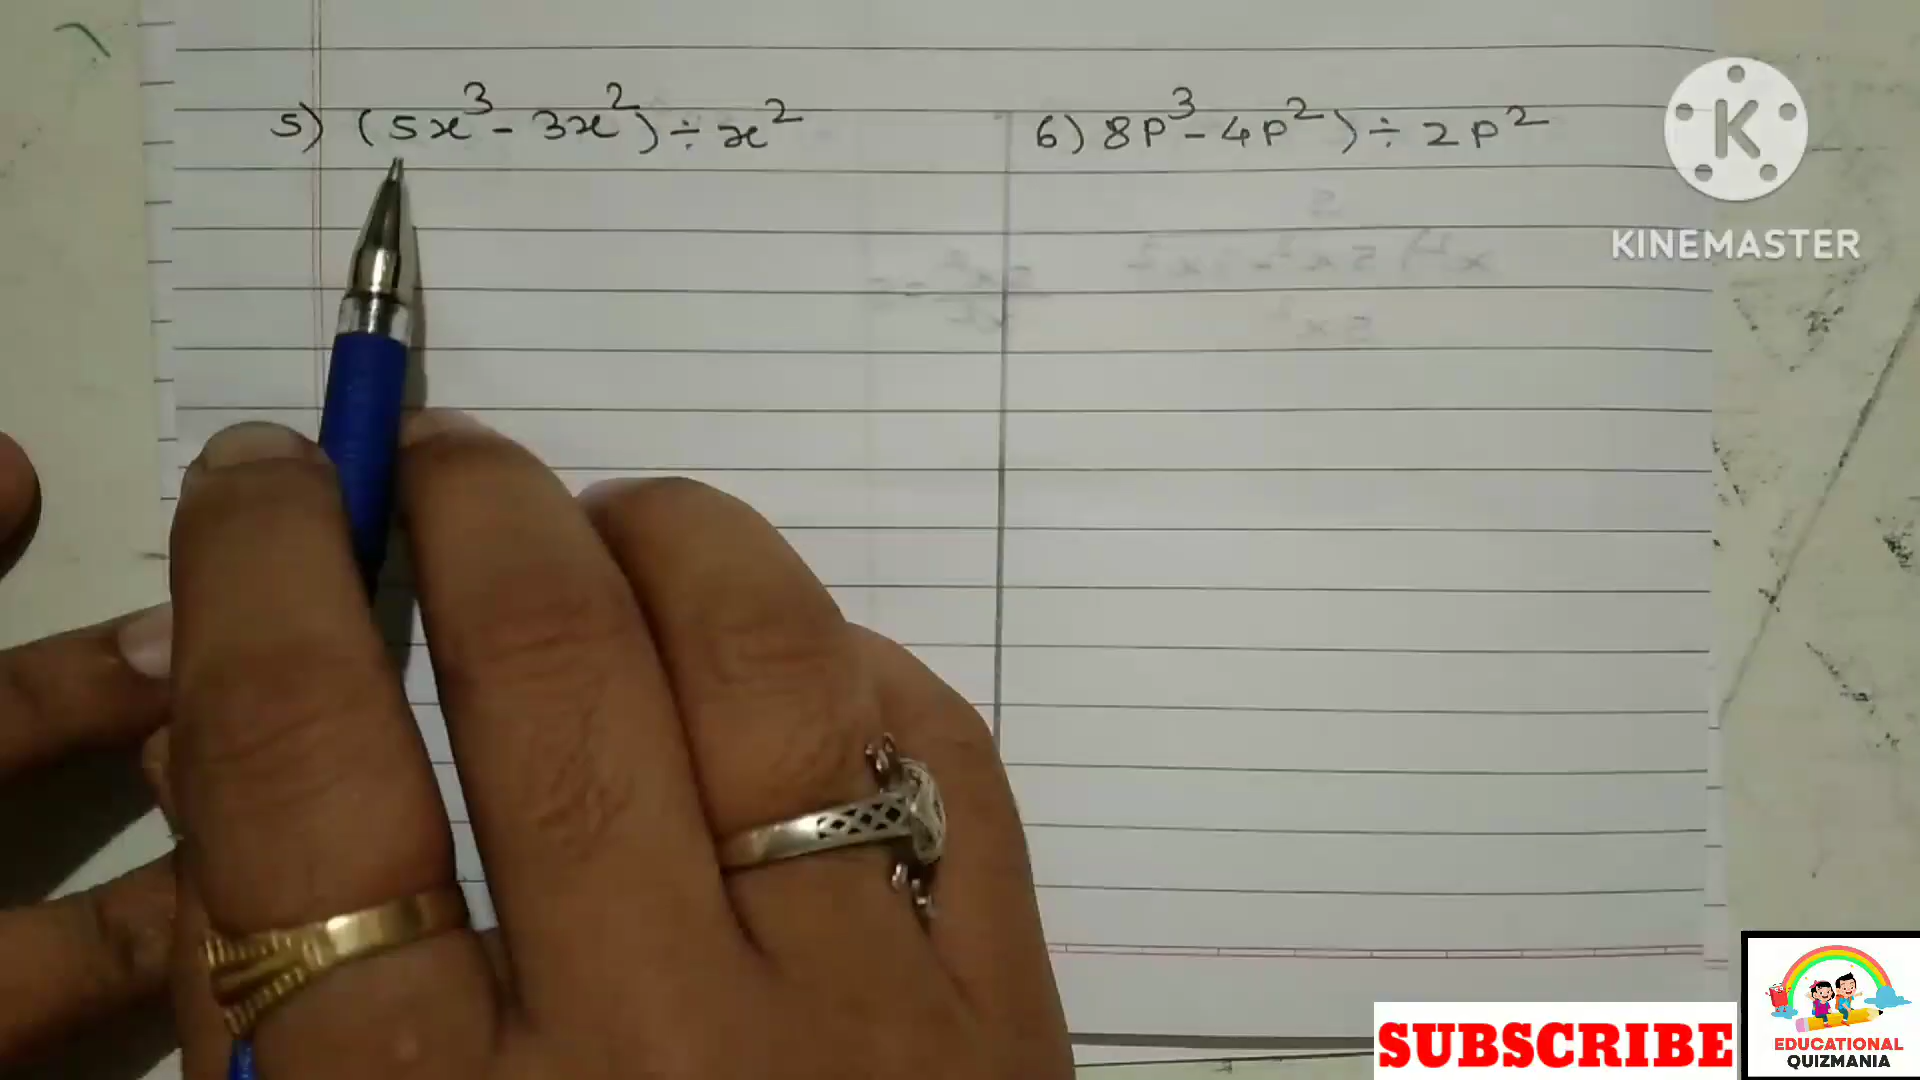 5) (5x³ - 3x²) ÷ x²
6) 8p³ - 4p²) ÷ 2p²
KINEMASTER
SUBSCRIBE
EDUCATIONAL
QUIZMANIA